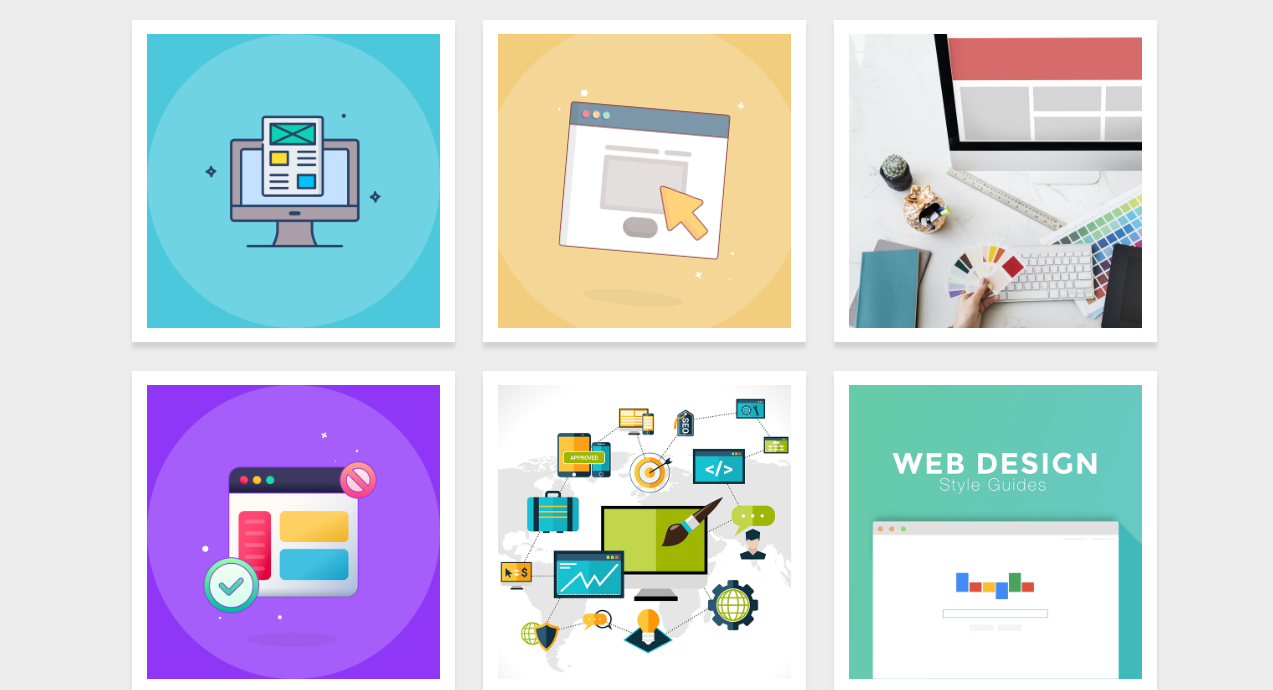 SEO
APPROVED
</>
$
WEB DESIGN
Style Guides